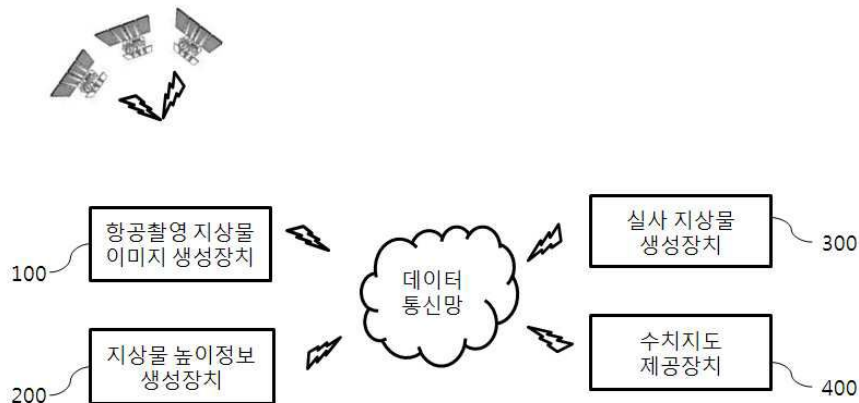 항공촬영 지상물
이미지 생성장치
100
지상물 높이정보
생성장치
200
데이터
통신망
실사 지상물
생성장치
300
수치지도
제공장치
400